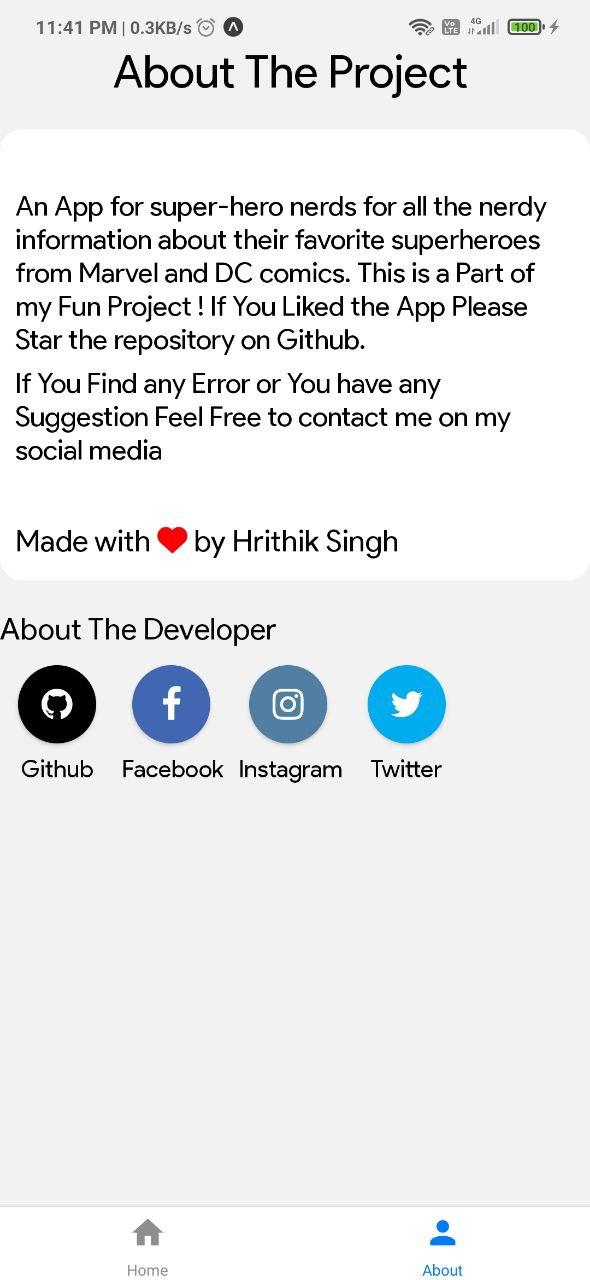 11:41 PM | 0.3KB/s
Vo LTE 4G 100
About The Project
An App for super-hero nerds for all the nerdy
information about their favorite superheroes
from Marvel and DC comics. This is a Part of
my Fun Project ! If You Liked the App Please
Star the repository on Github.
If You Find any Error or You have any
Suggestion Feel Free to contact me on my
social media
Made with ❤ by Hrithik Singh
About The Developer
Github Facebook Instagram Twitter
Home About